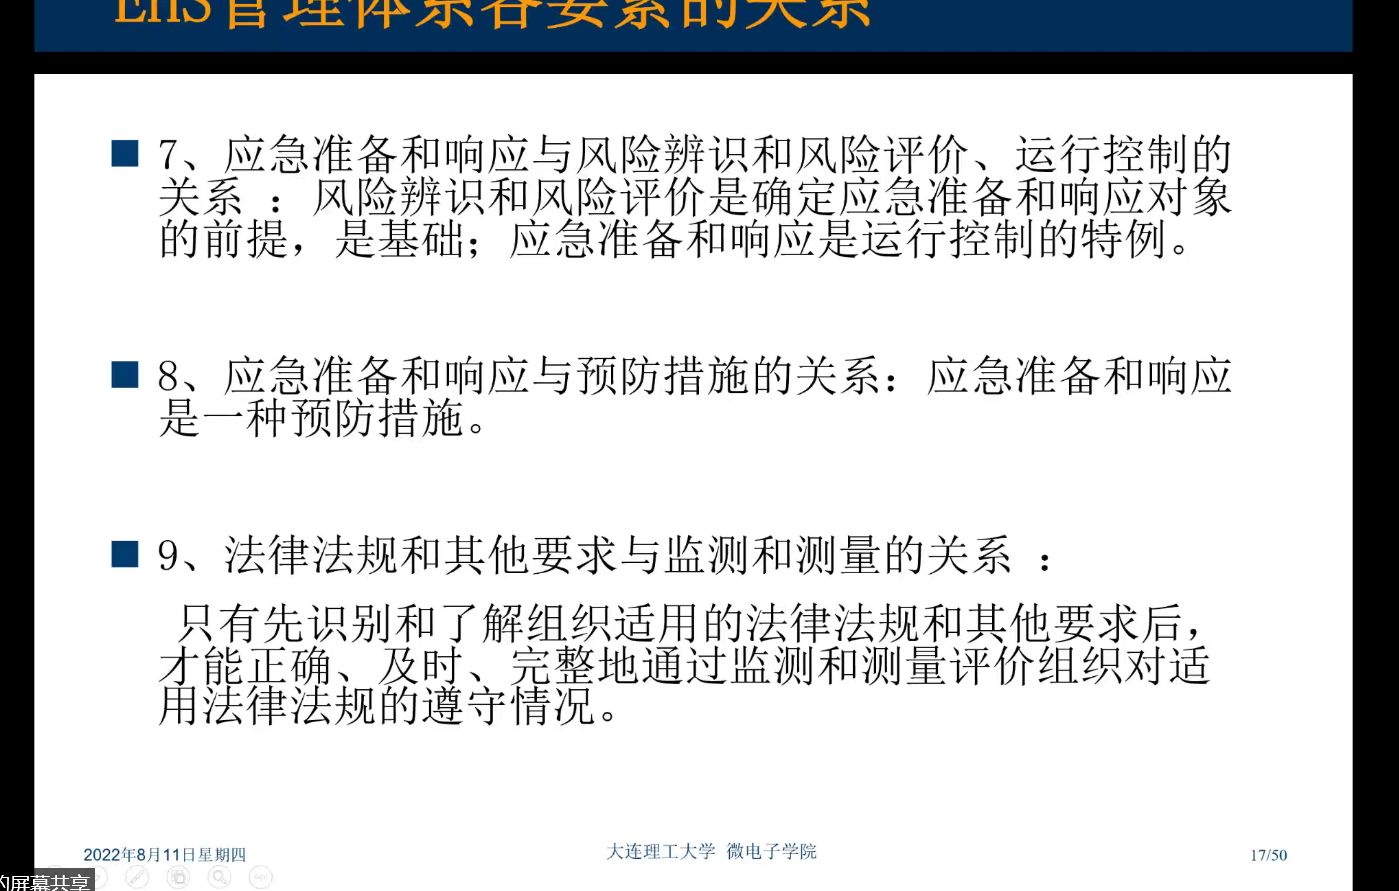 EHS管理体系各要素的关系
7、应急准备和响应与风险辨识和风险评价、运行控制的
关系 ：风险辨识和风险评价是确定应急准备和响应对象
的前提，是基础；应急准备和响应是运行控制的特例。
8、应急准备和响应与预防措施的关系：应急准备和响应
是一种预防措施。
9、法律法规和其他要求与监测和测量的关系 ：
只有先识别和了解组织适用的法律法规和其他要求后，
才能正确、及时、完整地通过监测和测量评价组织对适
用法律法规的遵守情况。
2022年8月11日星期四
大连理工大学 微电子学院
17/50
的屏幕共享